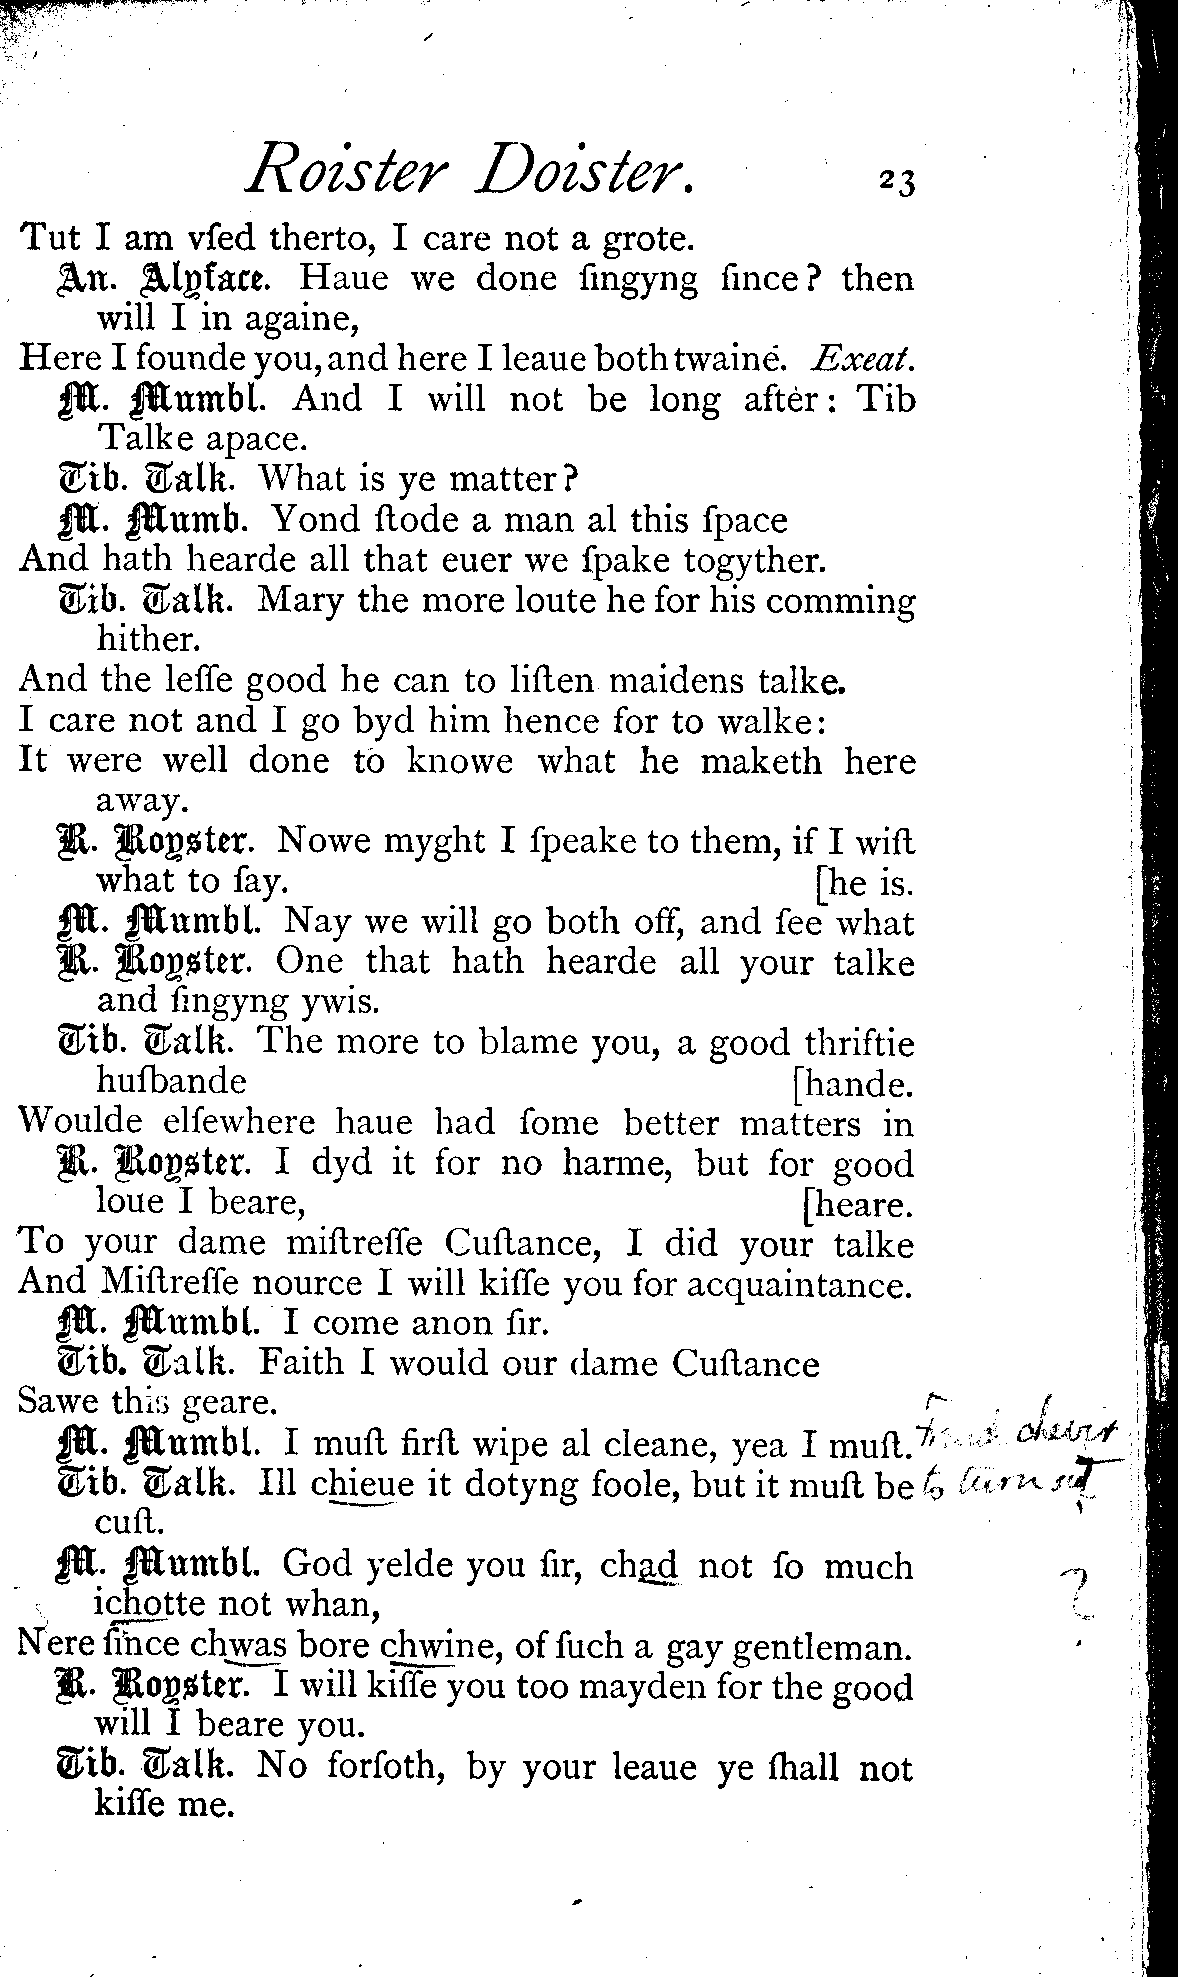 Roister Doister. 23
Tut I am vſed therto, I care not a grote.
An. Alyface. Haue we done ſingyng ſince? then
will I in againe,
Here I founde you, and here I leaue both twaine. Exeat.
M. Mumbl. And I will not be long after: Tib
Talke apace.
Tib. Talk. What is ye matter?
M. Mumb. Yond ſtode a man al this ſpace
And hath hearde all that euer we ſpake togyther.
Tib. Talk. Mary the more loute he for his comming
hither.
And the leſſe good he can to liſten maidens talke.
I care not and I go byd him hence for to walke:
It were well done to knowe what he maketh here
away.
R. Royster. Nowe myght I ſpeake to them, if I wiſt
what to ſay. [he is.
M. Mumbl. Nay we will go both off, and ſee what
R. Royster. One that hath hearde all your talke
and ſingyng ywis.
Tib. Talk. The more to blame you, a good thriftie
huſbande [hande.
Woulde elſewhere haue had ſome better matters in
R. Royster. I dyd it for no harme, but for good
loue I beare, [heare.
To your dame miſtreſſe Cuſtance, I did your talke
And Miſtreſſe nource I will kiſſe you for acquaintance.
M. Mumbl. I come anon ſir.
Tib. Talk. Faith I would our dame Cuſtance
Sawe this geare.
M. Mumbl. I muſt firſt wipe al cleane, yea I muſt.
Tib. Talk. Ill chieue it dotyng foole, but it muſt be to turn out
cuſt.
M. Mumbl. God yelde you ſir, chad not ſo much
ichotte not whan, ?
Nere ſince chwas bore chwine, of ſuch a gay gentleman.
R. Royster. I will kiſſe you too mayden for the good
will I beare you.
Tib. Talk. No forſoth, by your leaue ye ſhall not
kiſſe me.